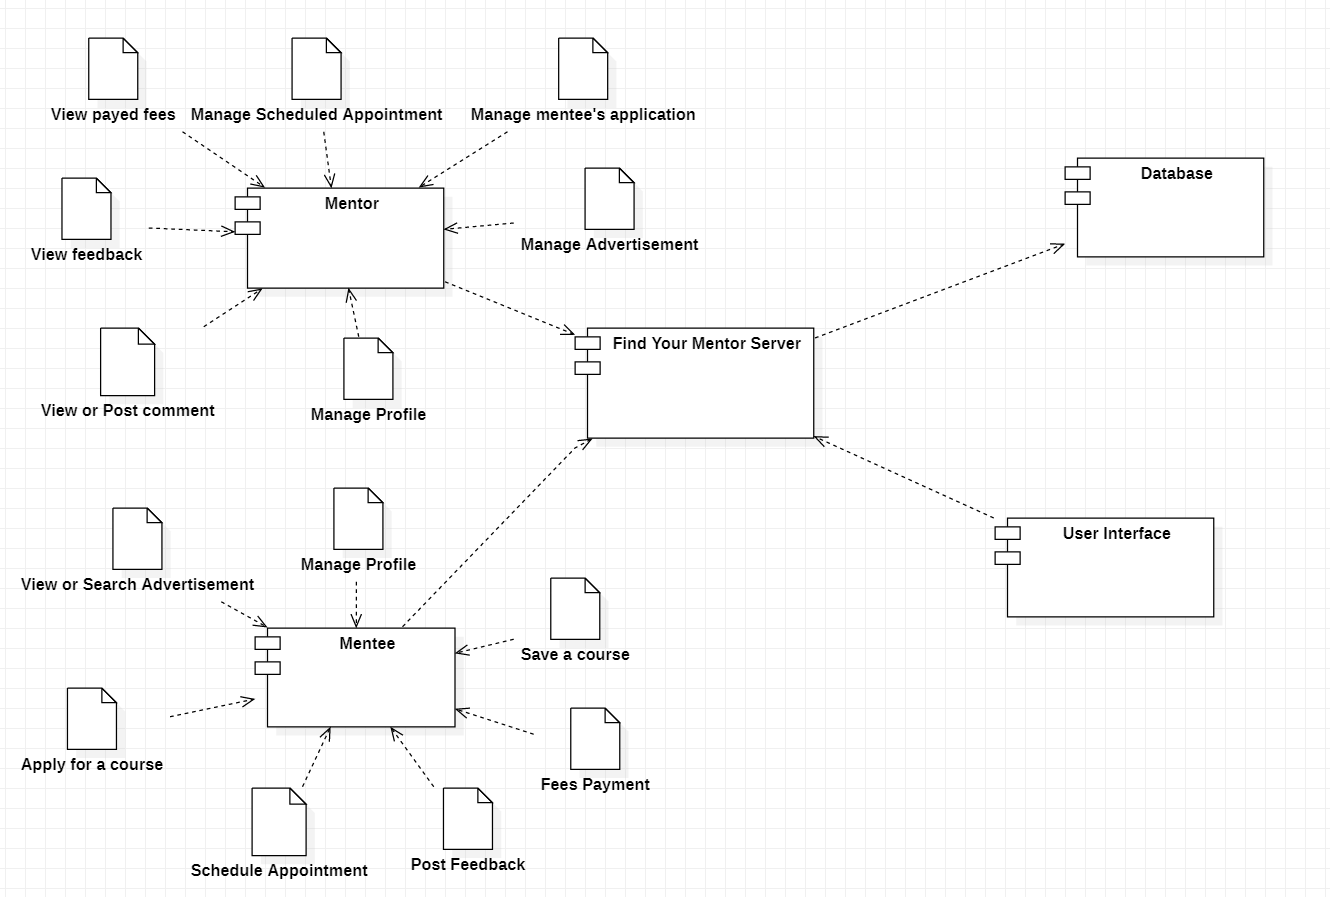 View payed fees
Manage Scheduled Appointment
Manage mentee's application
Database
Mentor
View feedback
Manage Advertisement
Find Your Mentor Server
View or Post comment
Manage Profile
User Interface
Manage Profile
View or Search Advertisement
Mentee
Save a course
Apply for a course
Fees Payment
Schedule Appointment
Post Feedback